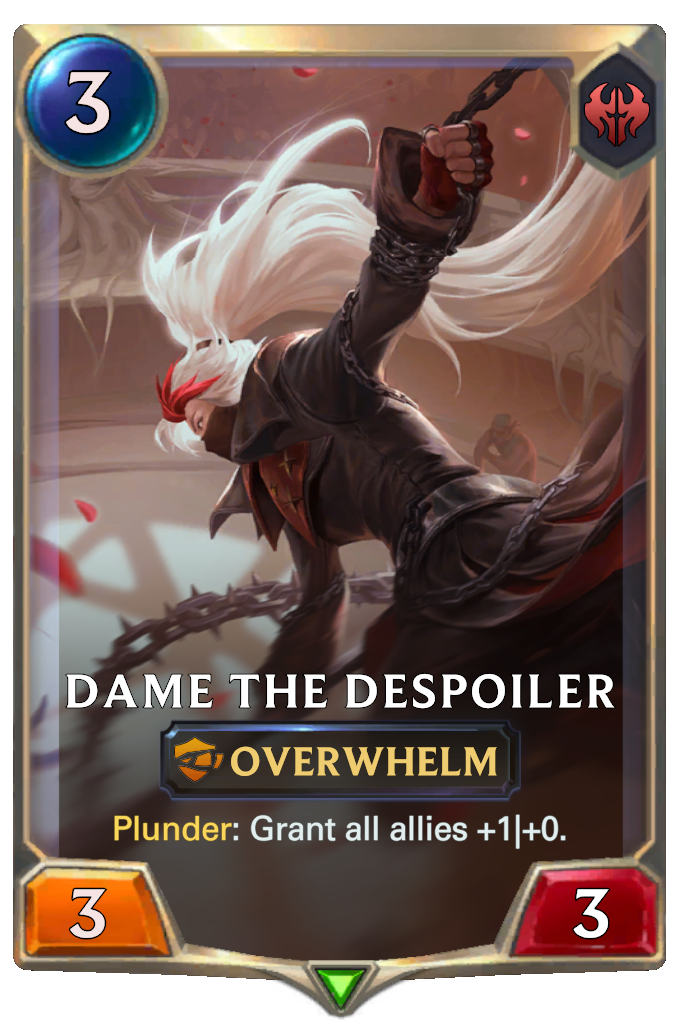 3
DAME THE DESPOILER
OVERWHELM
Plunder: Grant all allies +1|+0.
3 3